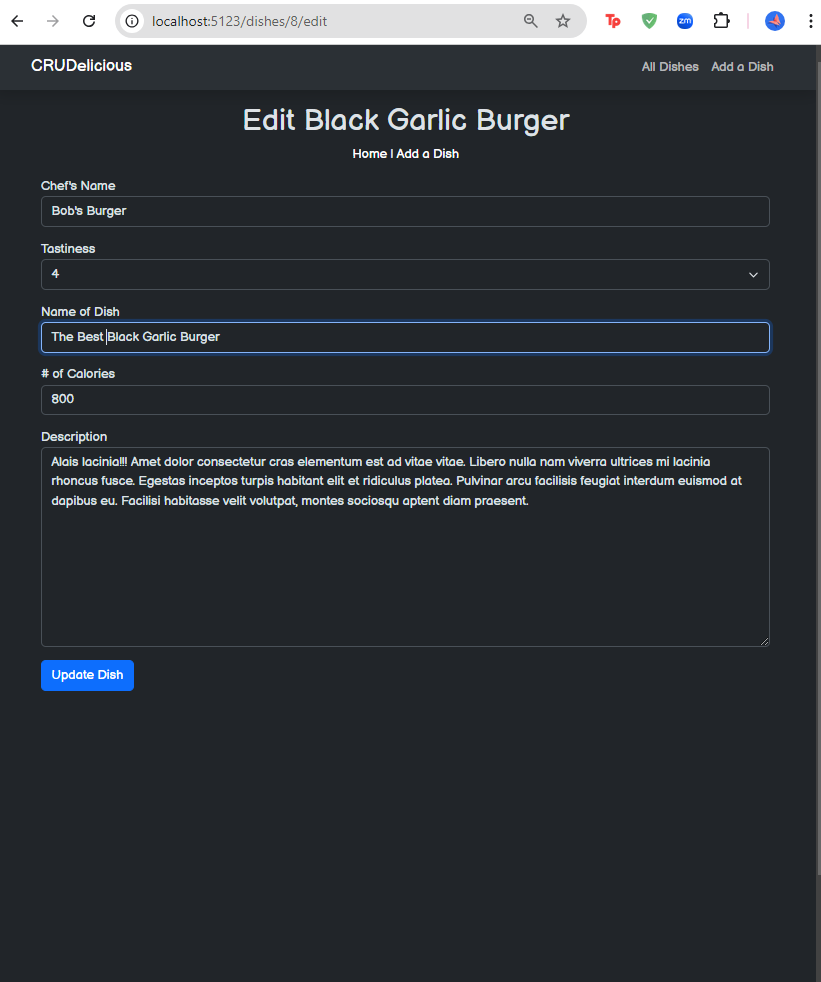 localhost:5123/dishes/8/edit
Tp
zm
CRUDelicious
All Dishes Add a Dish
Edit Black Garlic Burger
Home | Add a Dish
Chef's Name
Bob's Burger
Tastiness
4
Name of Dish
The Best Black Garlic Burger
# of Calories
800
Description
Alais lacinia!!! Amet dolor consectetur cras elementum est ad vitae vitae. Libero nulla nam viverra ultrices mi lacinia
rhoncus fusce. Egestas inceptos turpis habitant elit et ridiculus platea. Pulvinar arcu facilisis feugiat interdum euismod at
dapibus eu. Facilisi habitasse velit volutpat, montes sociosqu aptent diam praesent.
Update Dish